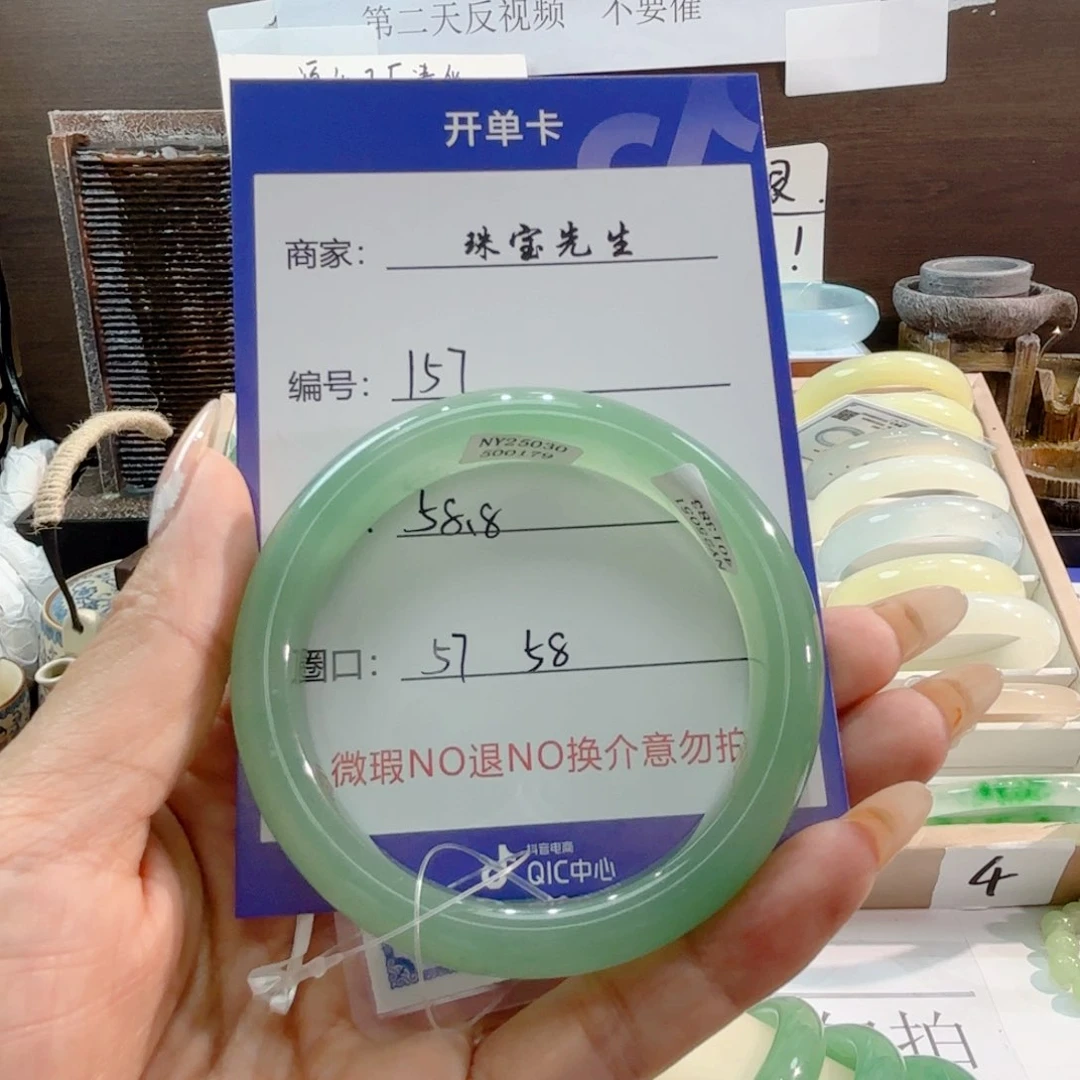 第二天反视频 不要催
开单卡
商家： 珠宝先生
编号： 157
NY25030
500179
58.8
圈口： 57 58
微瑕NO退NO换介意勿拍
抖音电商
QIC中心
4
拍